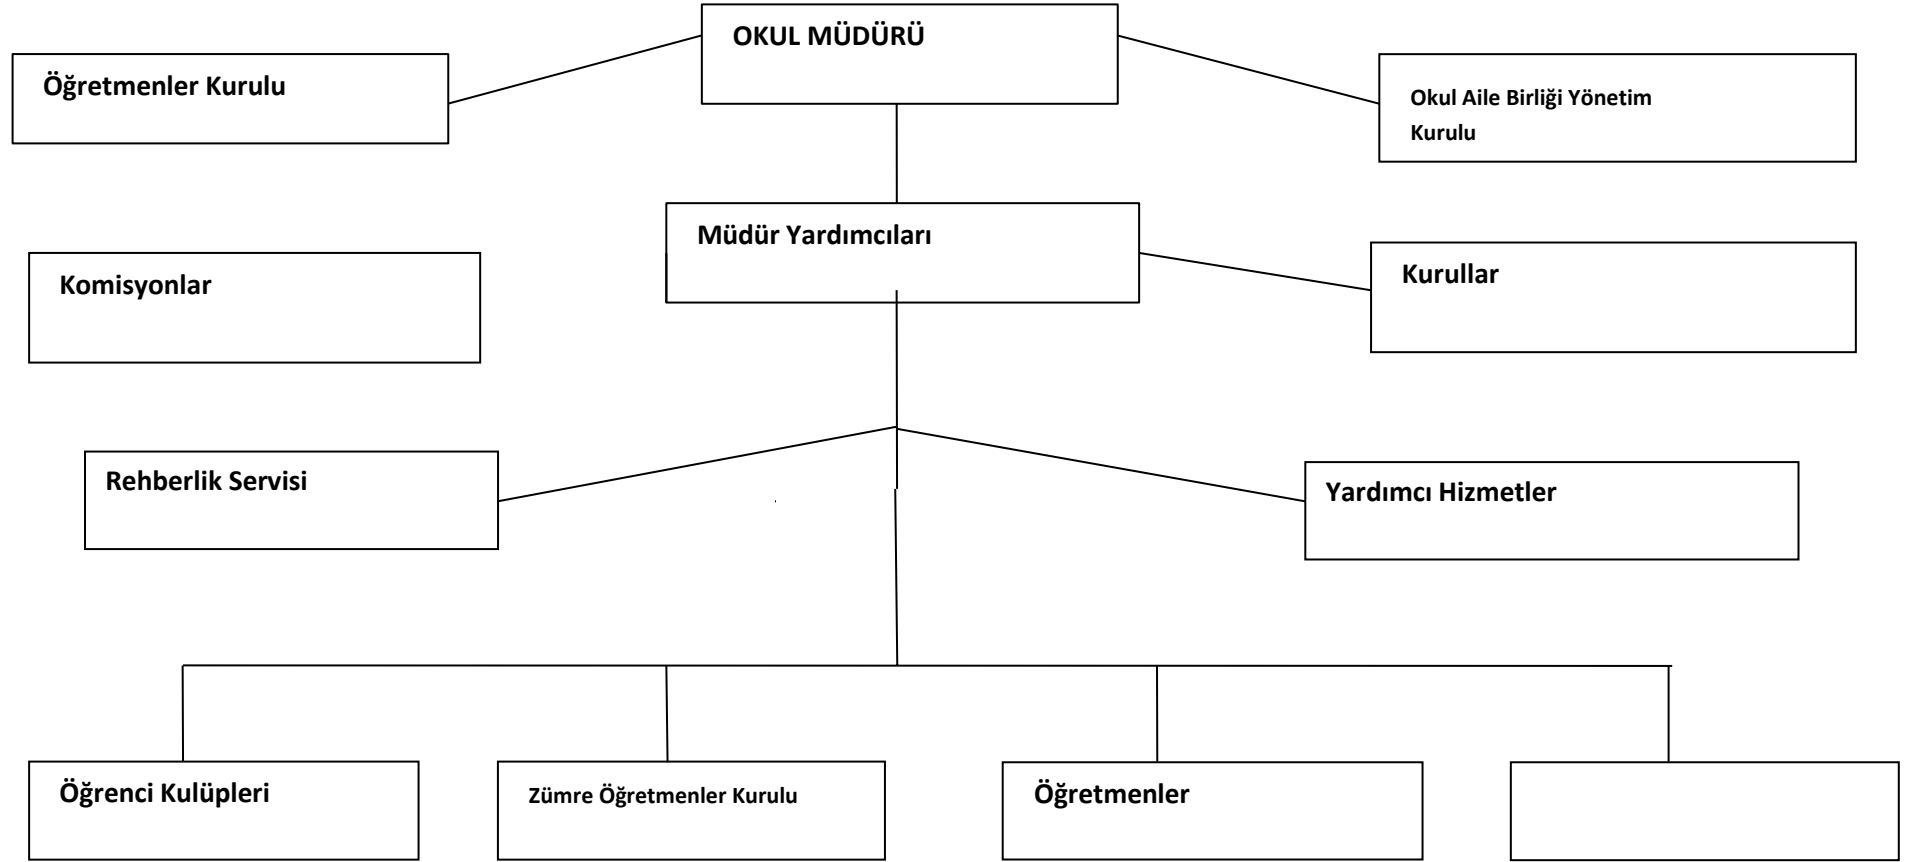 OKUL MÜDÜRÜ
Öğretmenler Kurulu
Okul Aile Birliği Yönetim
Kurulu
Müdür Yardımcıları
Komisyonlar
Kurullar
Rehberlik Servisi
Yardımcı Hizmetler
Öğrenci Kulüpleri
Zümre Öğretmenler Kurulu
Öğretmenler